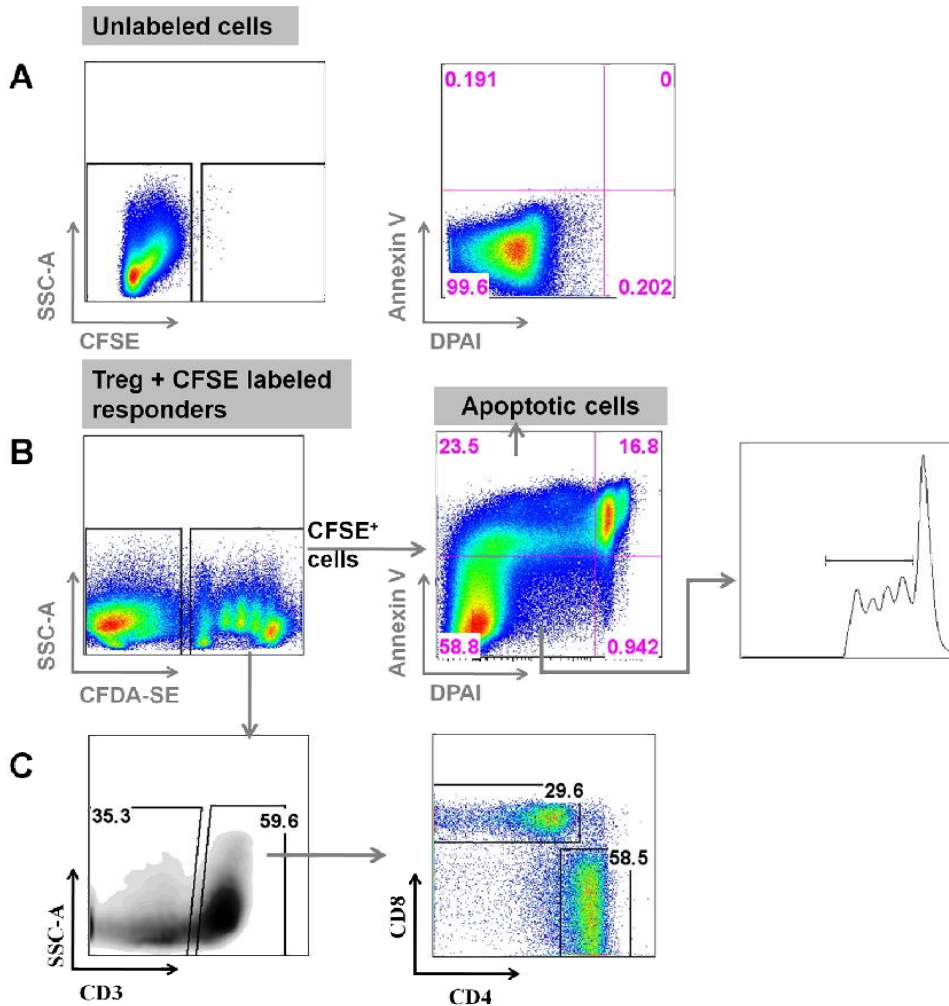 Unlabeled cells
A
0.191
0
99.6
0.202
SSC-A
CFSE
Annexin V
DPAI
Treg + CFSE labeled
responders
Apoptotic cells
B
23.5
16.8
CFSE⁺
cells
58.8
0.942
SSC-A
CFDA-SE
Annexin V
DPAI
C
35.3
59.6
29.6
58.5
SSC-A
CD3
CD8
CD4